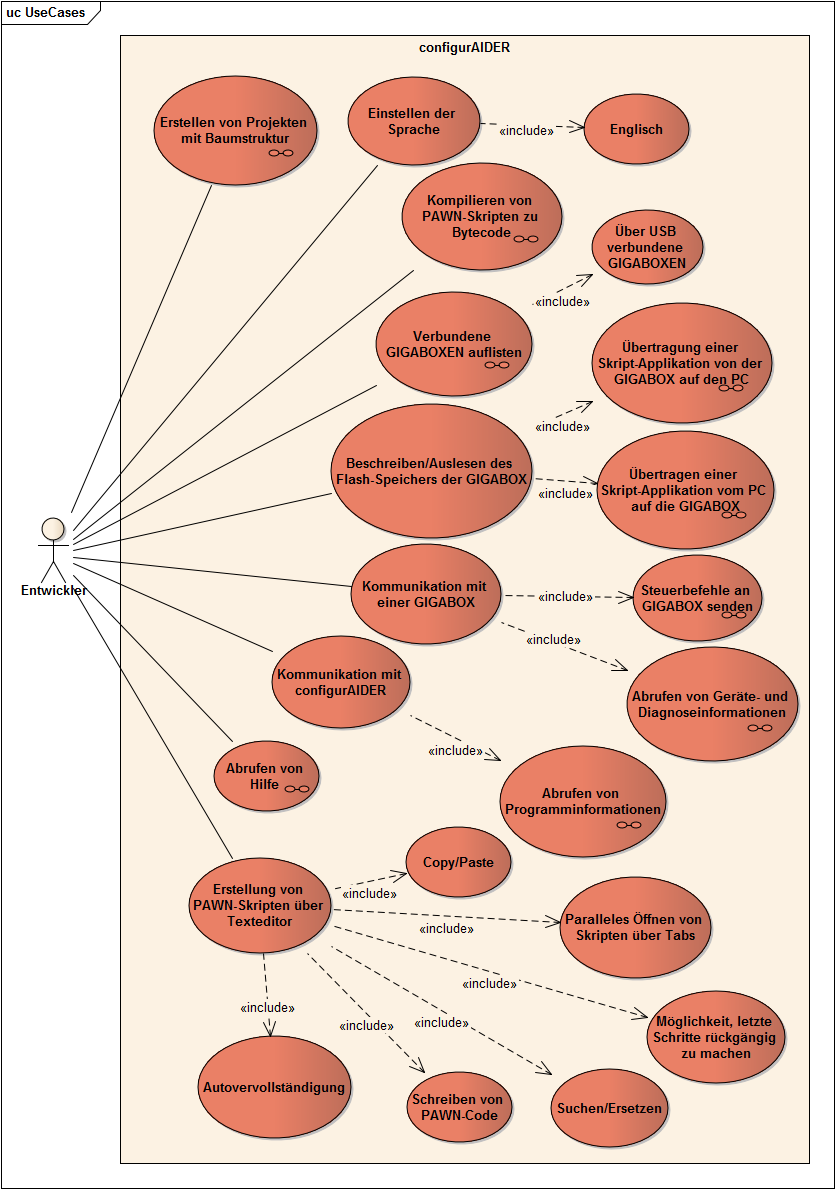 uc UseCases
configurAIDER
Erstellen von Projekten
mit Baumstruktur
Einstellen der
Sprache
«include»
Englisch
Kompilieren von
PAWN-Skripten zu
Bytecode
Über USB
verbundene
GIGABOXEN
«include»
Verbundene
GIGABOXEN auflisten
Übertragung einer
Skript-Applikation von der
GIGABOX auf den PC
«include»
Beschreiben/Auslesen des
Flash-Speichers der GIGABOX
«include»
Übertragen einer
Skript-Applikation vom PC
auf die GIGABOX
Entwickler
Kommunikation mit
einer GIGABOX
«include»
Steuerbefehle an
GIGABOX senden
«include»
Abrufen von Geräte- und
Diagnoseinformationen
Kommunikation mit
configurAIDER
«include»
Abrufen von
Hilfe
Abrufen von
Programminformationen
Erstellung von
PAWN-Skripten über
Texteditor
«include»
Copy/Paste
«include»
Paralleles Öffnen von
Skripten über Tabs
«include»
Möglichkeit, letzte
Schritte rückgängig
zu machen
«include»
«include»
«include»
Autovervollständigung
Schreiben von
PAWN-Code
Suchen/Ersetzen